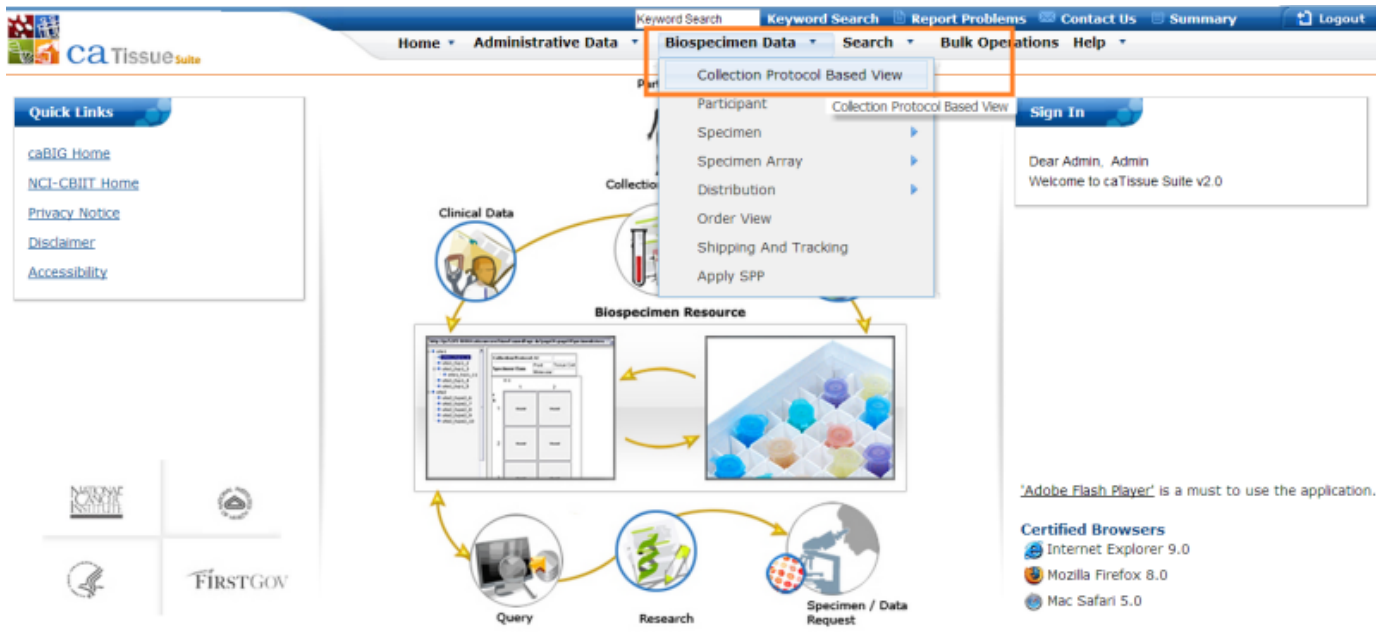 Keyword Search Keyword Search Report Problems Contact Us Summary Logout
ca Tissue Suite
Home Administrative Data Biospecimen Data Search Bulk Operations Help
Collection Protocol Based View
Participant
Collection Protocol Based View
Specimen
Specimen Array
Distribution
Order View
Shipping And Tracking
Apply SPP
Quick Links
caBIG Home
NCI-CBIIT Home
Privacy Notice
Disclaimer
Accessibility
Sign In
Dear Admin, Admin
Welcome to caTissue Suite v2.0
Clinical Data
Biospecimen Resource
Query
Research
Specimen / Data
Request
NATIONAL
CANCER
INSTITUTE
FIRSTGOV
'Adobe Flash Player' is a must to use the application.
Certified Browsers
Internet Explorer 9.0
Mozilla Firefox 8.0
Mac Safari 5.0